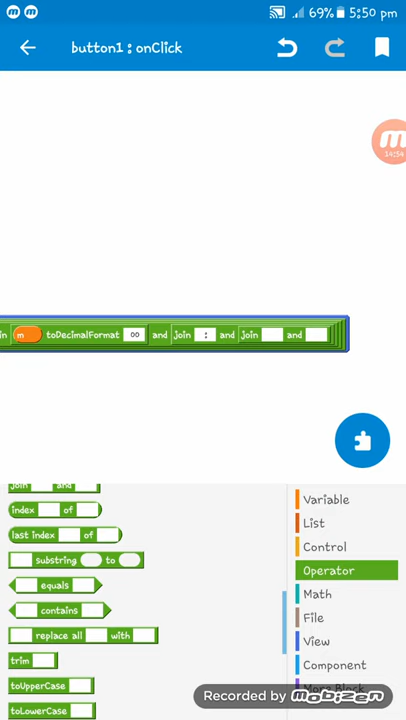 69% 5:50 pm
button1 : onClick
14:54
in m toDecimalFormat 00 and join : and join and
join and
index of
last index of
substring to
equals
contains
replace all with
trim
toUpperCase
toLowerCase
Variable
List
Control
Operator
Math
File
View
Component
More Block
Recorded by mobizen